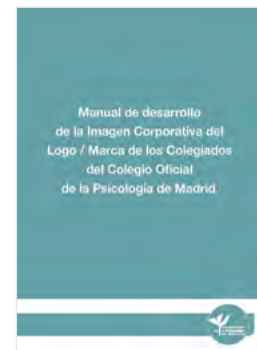 Manual de desarrollo
de la Imagen Corporativa del
Logo / Marca de los Colegiados
del Colegio Oficial
de la Psicología de Madrid